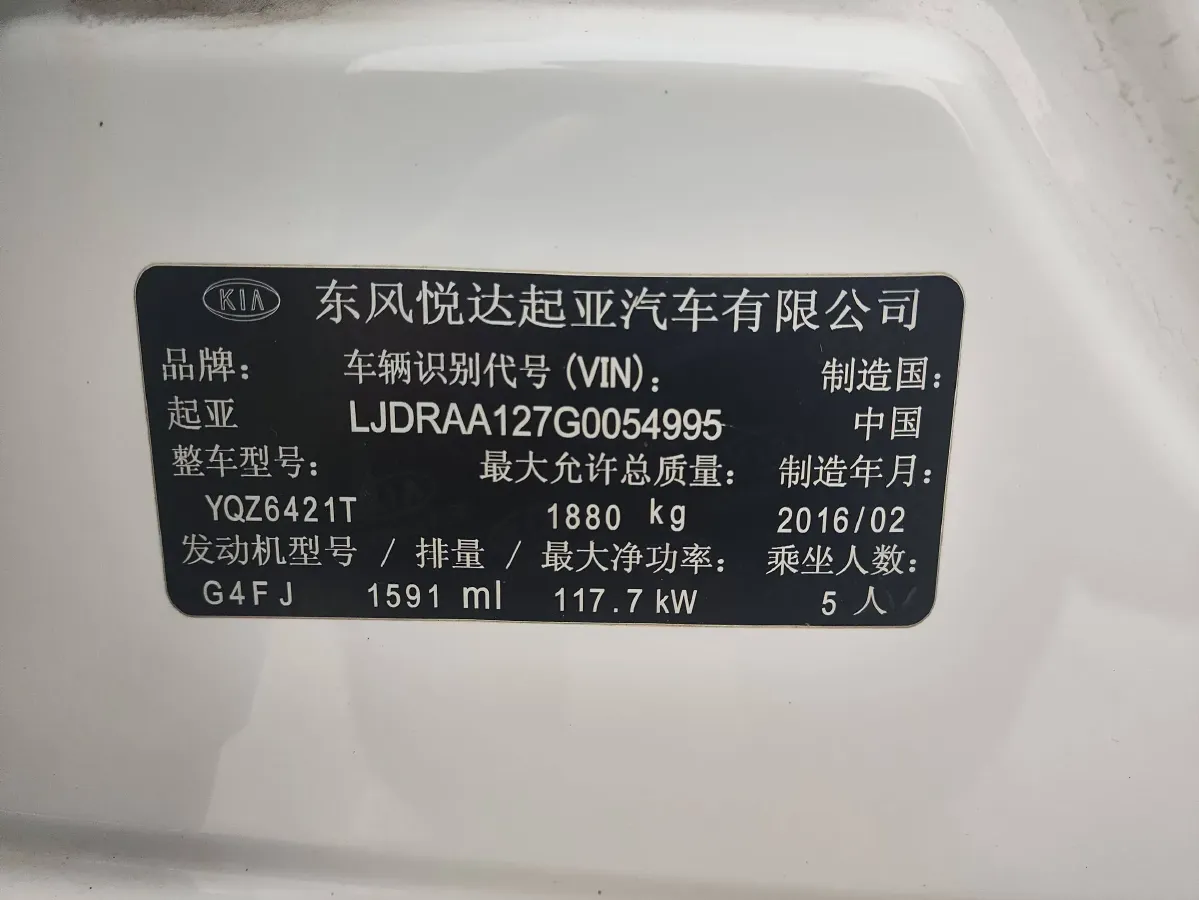 KIA 东风悦达起亚汽车有限公司
品牌： 车辆识别代号(VIN)： 制造国：
起亚 LJDRAA127G0054995 中国
整车型号： 最大允许总质量： 制造年月：
YQZ6421T 1880 kg 2016/02
发动机型号 / 排量 / 最大净功率： 乘坐人数：
G4FJ 1591 ml 117.7 kW 5 人